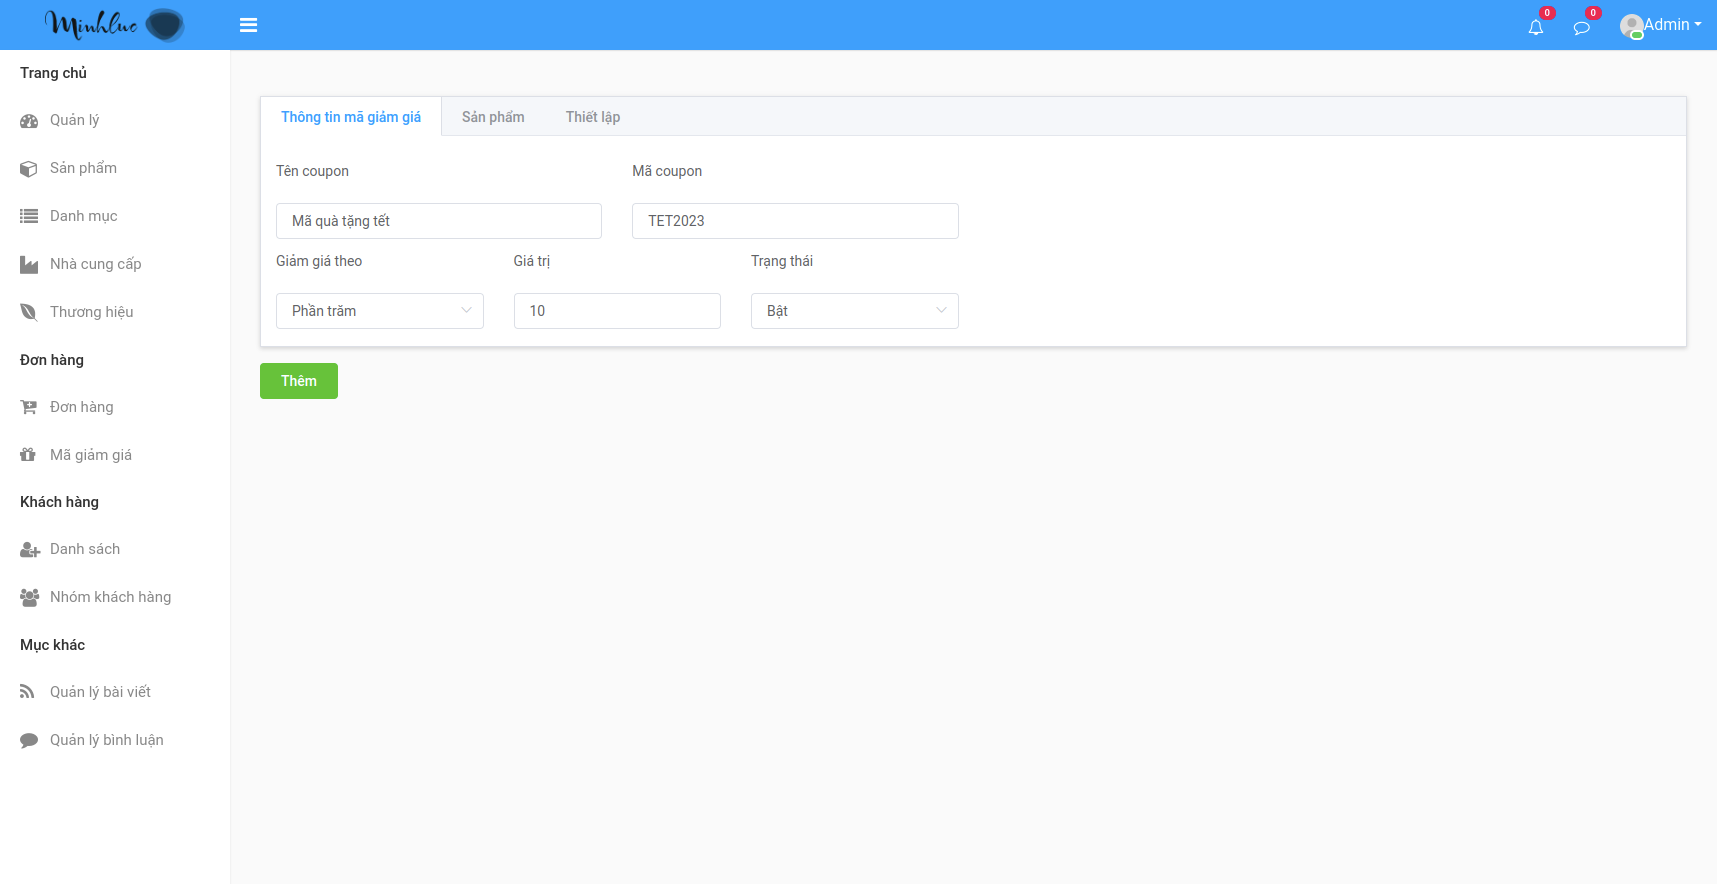 Minhluc
0
0
Admin
Trang chủ
Quản lý
Sản phẩm
Danh mục
Nhà cung cấp
Thương hiệu
Đơn hàng
Đơn hàng
Mã giảm giá
Khách hàng
Danh sách
Nhóm khách hàng
Mục khác
Quản lý bài viết
Quản lý bình luận
Thông tin mã giảm giá Sản phẩm Thiết lập
Tên coupon Mã coupon
Mã quà tặng tết TET2023
Giảm giá theo Giá trị Trạng thái
Phần trăm 10 Bật
Thêm